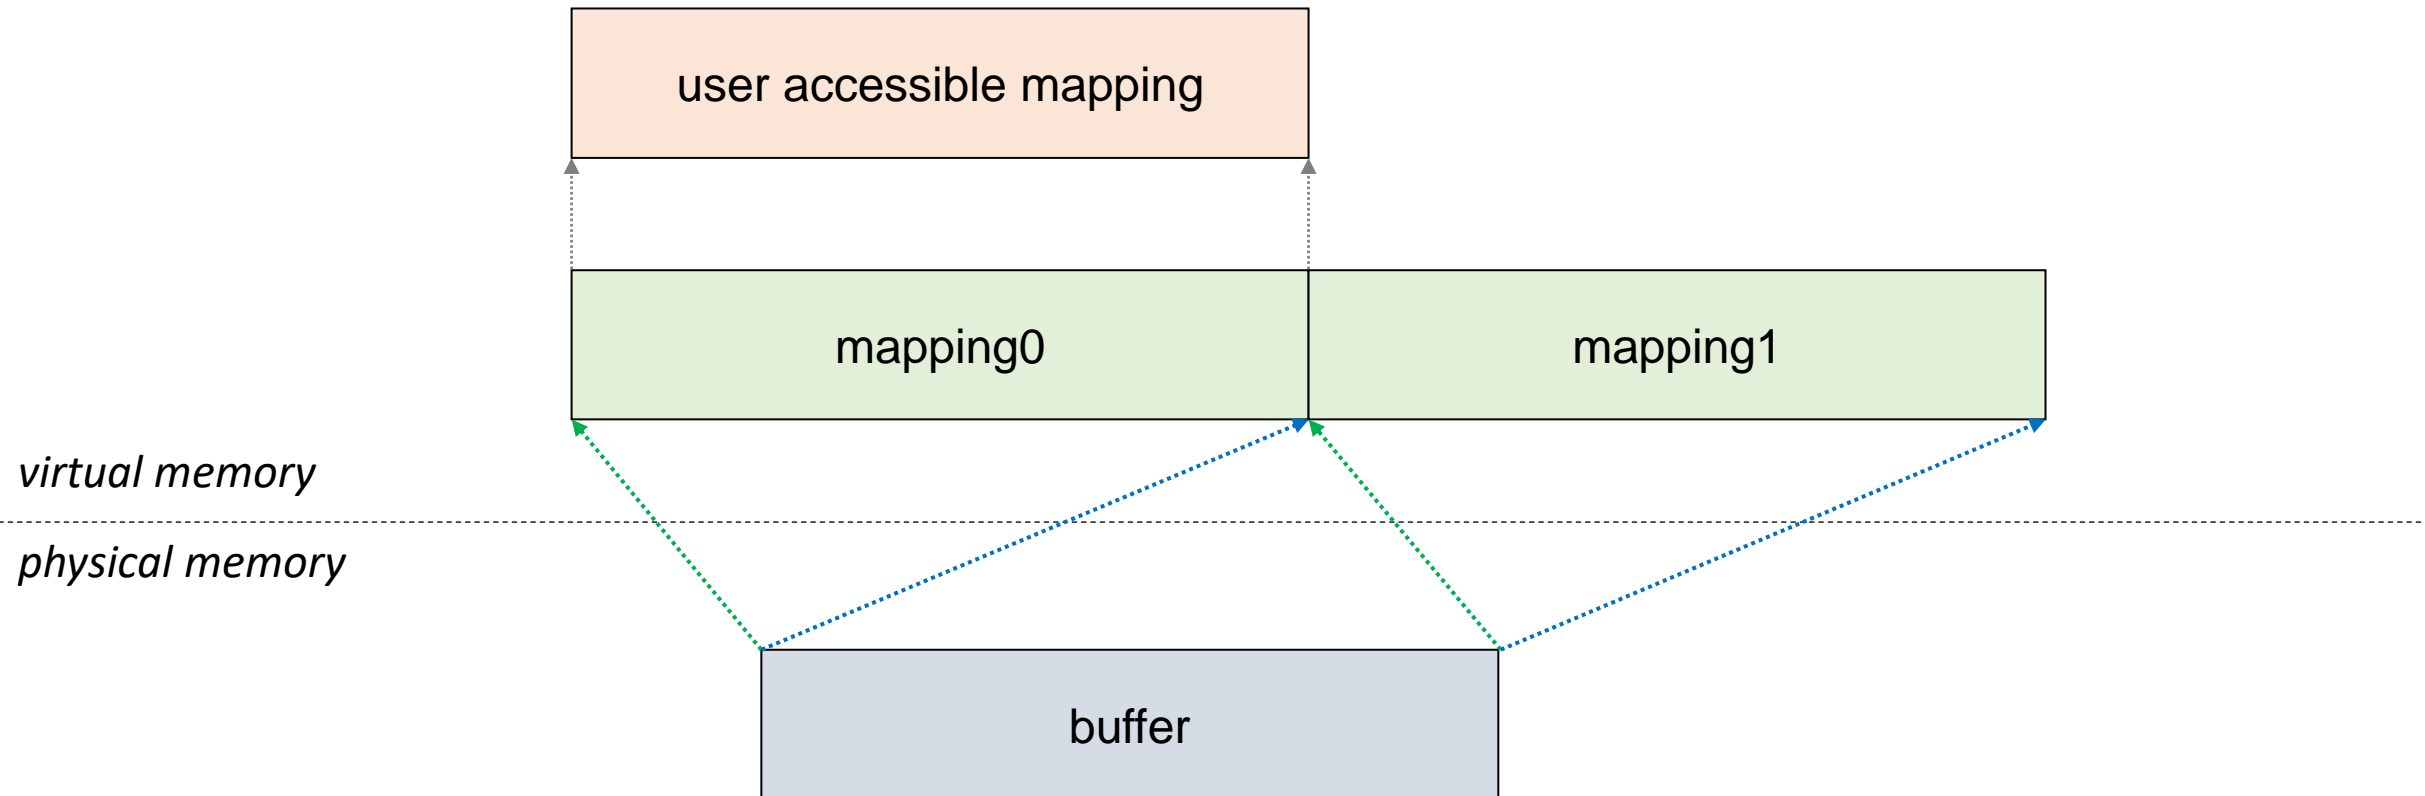 user accessible mapping
mapping0
mapping1
virtual memory
physical memory
buffer